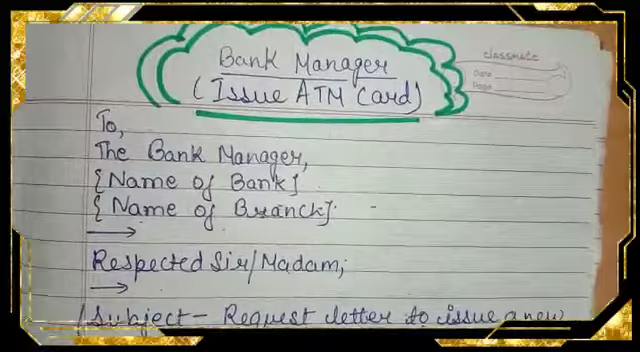 classmate
Date
Page
Bank Manager
(Issue ATM Card)
To,
The Bank Manager,
{Name of Bank}
{Name of Branck}.
Respected Sir/Madam,
(Subject- Request letter to issue a new